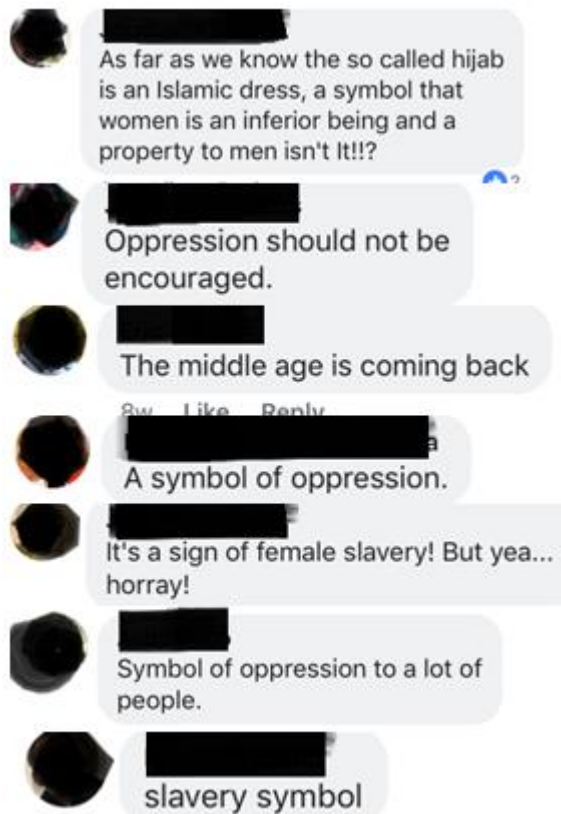 As far as we know the so called hijab
is an Islamic dress, a symbol that
women is an inferior being and a
property to men isn't It!!?
2
Oppression should not be
encouraged.
The middle age is coming back
8w Like Reply
a
A symbol of oppression.
It's a sign of female slavery! But yea...
horray!
Symbol of oppression to a lot of
people.
slavery symbol